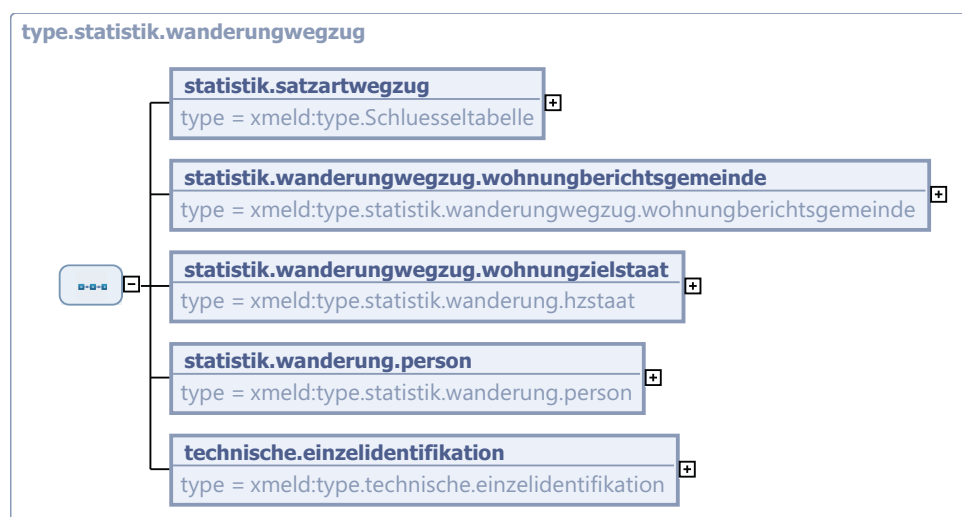 type.statistik.wanderungwegzug
statistik.satzartwegzug
type = xmeld:type.Schluesseltabelle
statistik.wanderungwegzug.wohnungberichtsgemeinde
type = xmeld:type.statistik.wanderungwegzug.wohnungberichtsgemeinde
statistik.wanderungwegzug.wohnungzielstaat
type = xmeld:type.statistik.wanderung.hzstaat
statistik.wanderung.person
type = xmeld:type.statistik.wanderung.person
technische.einzelidentifikation
type = xmeld:type.technische.einzelidentifikation